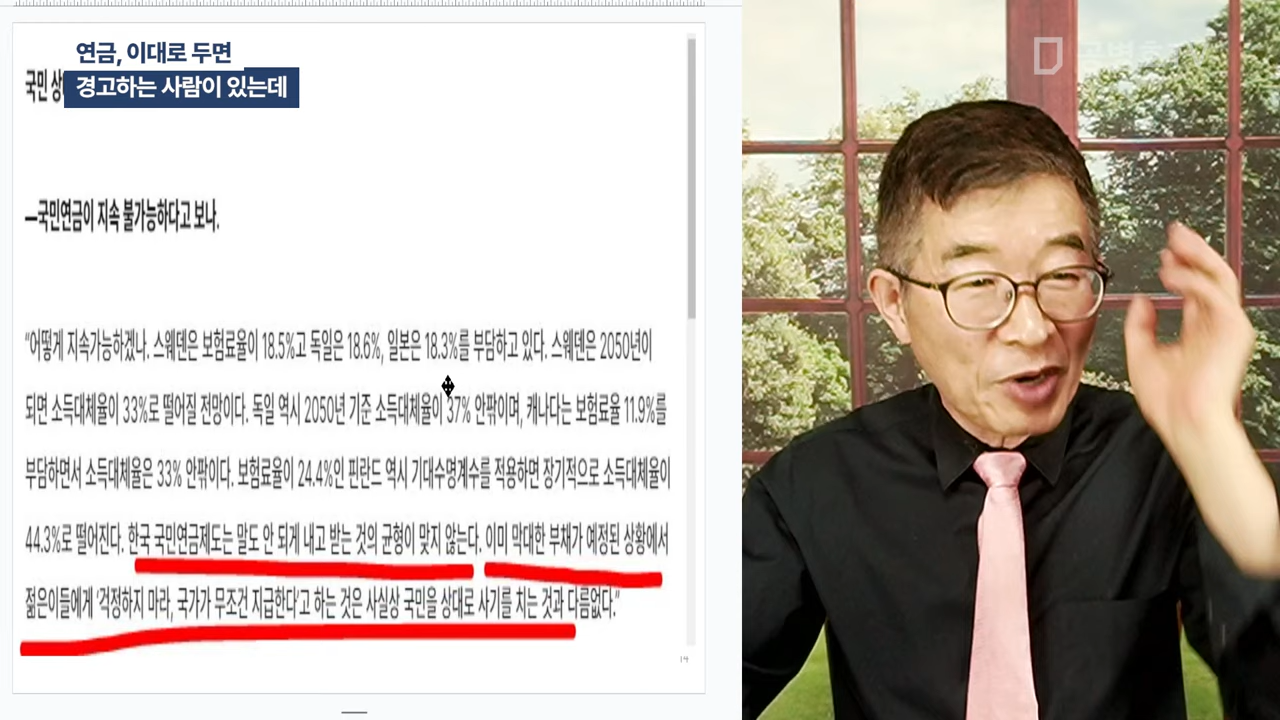 연금, 이대로 두면
경고하는 사람이 있는데
국민 상
–국민연금이 지속 불가능하다고 보나.
“어떻게 지속가능하겠나. 스웨덴은 보험료율이 18.5%고 독일은 18.6%, 일본은 18.3%를 부담하고 있다. 스웨덴은 2050년이
되면 소득대체율이 33%로 떨어질 전망이다. 독일 역시 2050년 기준 소득대체율이 37% 안팎이며, 캐나다는 보험료율 11.9%를
부담하면서 소득대체율은 33% 안팎이다. 보험료율이 24.4%인 핀란드 역시 기대수명계수를 적용하면 장기적으로 소득대체율이
44.3%로 떨어진다. 한국 국민연금제도는 말도 안 되게 내고 받는 것의 균형이 맞지 않는다. 이미 막대한 부채가 예정된 상황에서
젊은이들에게 ‘걱정하지 마라, 국가가 무조건 지급한다’고 하는 것은 사실상 국민을 상대로 사기를 치는 것과 다름없다.”
14